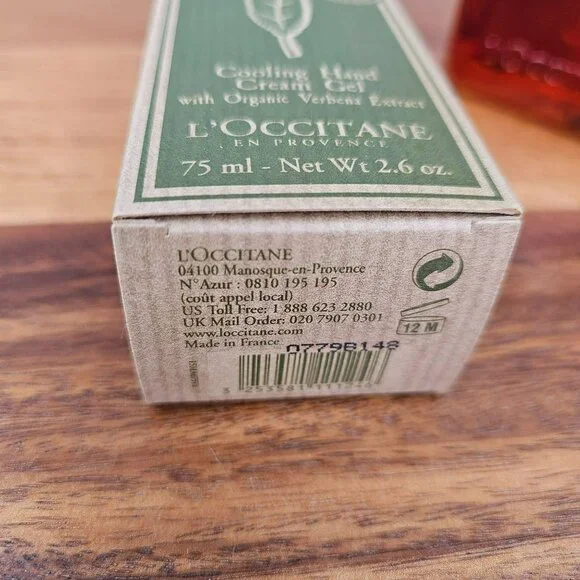 Cooling Hand
Cream Gel
with Organic Verbena Extract
L'OCCITANE
EN PROVENCE
75 ml - Net Wt 2.6 oz.
L'OCCITANE
04100 Manosque-en-Provence
N°Azur : 0810 195 195
(coût appel local)
US Toll Free: 1 888 623 2880
UK Mail Order: 020 7907 0301
www.loccitane.com
Made in France
0779B148
12 M